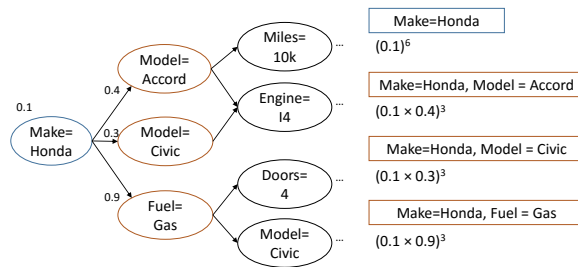 0.1
Make=
Honda
0.4
0.3
0.9
Model=
Accord
Model=
Civic
Fuel=
Gas
Miles=
10k
...
Engine=
I4
...
Doors=
4
...
Model=
Civic
...
Make=Honda
(0.1)⁶
Make=Honda, Model = Accord
(0.1 × 0.4)³
Make=Honda, Model = Civic
(0.1 × 0.3)³
Make=Honda, Fuel = Gas
(0.1 × 0.9)³